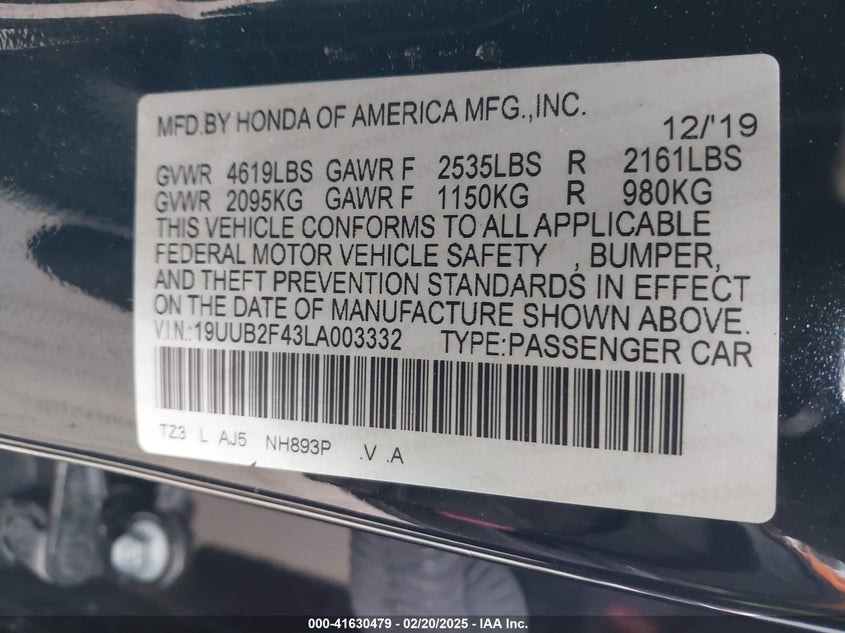 MFD.BY HONDA OF AMERICA MFG.,INC. 12/'19
GVWR 4619LBS GAWR F 2535LBS R 2161LBS
GVWR 2095KG GAWR F 1150KG R 980KG
THIS VEHICLE CONFORMS TO ALL APPLICABLE
FEDERAL MOTOR VEHICLE SAFETY , BUMPER,
AND THEFT PREVENTION STANDARDS IN EFFECT
ON THE DATE OF MANUFACTURE SHOWN ABOVE.
V.I.N.:19UUB2F43LA003332 TYPE:PASSENGER CAR
TZ3 L AJ5 NH893P .V .A
000-41630479 — 02/20/2025 — IAA Inc.